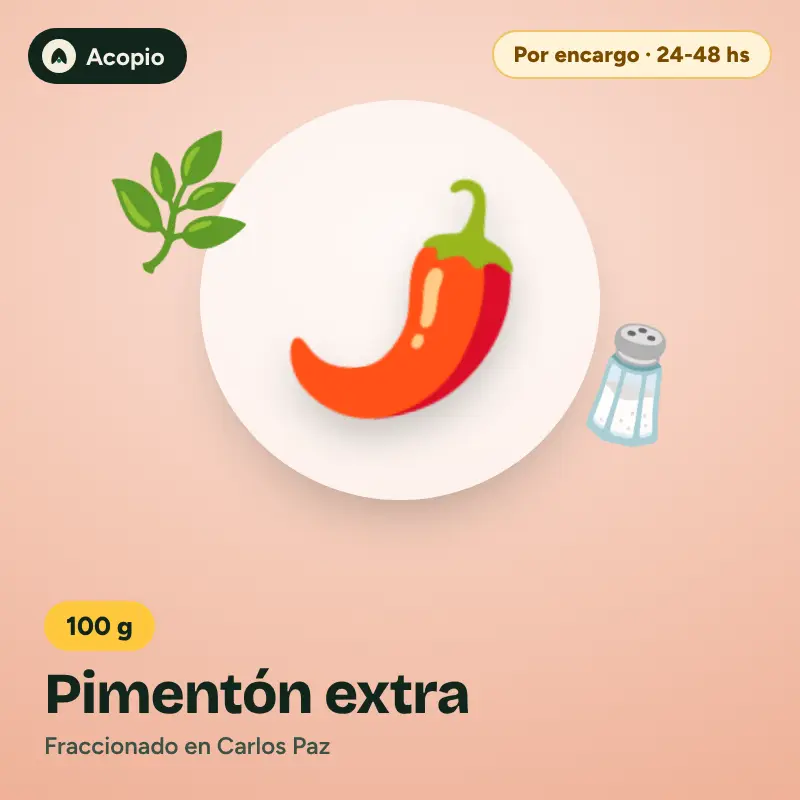 Acopio
Por encargo · 24-48 hs
100 g
Pimentón extra
Fraccionado en Carlos Paz